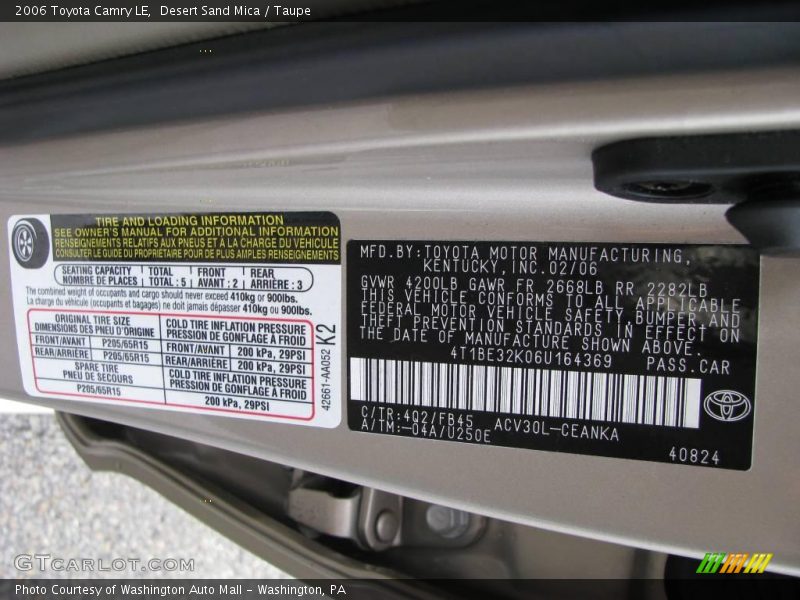 2006 Toyota Camry LE, Desert Sand Mica / Taupe
TIRE AND LOADING INFORMATION
SEE OWNER'S MANUAL FOR ADDITIONAL INFORMATION
RENSEIGNEMENTS RELATIFS AUX PNEUS ET À LA CHARGE DU VEHICULE
CONSULTER LE GUIDE DU PROPRIETAIRE POUR DE PLUS AMPLES RENSEIGNEMENTS
SEATING CAPACITY TOTAL FRONT REAR
NOMBRE DE PLACES TOTAL : 5 AVANT : 2 ARRIÈRE : 3
The combined weight of occupants and cargo should never exceed 410kg or 900lbs.
La charge du véhicule (occupants et bagages) ne doit jamais dépasser 410kg ou 900lbs.
ORIGINAL TIRE SIZE
DIMENSIONS DES PNEU D'ORIGINE
COLD TIRE INFLATION PRESSURE
PRESSION DE GONFLAGE À FROID
FRONT/AVANT P205/65R15 FRONT/AVANT 200 kPa, 29PSI
REAR/ARRIÈRE P205/65R15 REAR/ARRIÈRE 200 kPa, 29PSI
SPARE TIRE
PNEU DE SECOURS
P205/65R15
COLD TIRE INFLATION PRESSURE
PRESSION DE GONFLAGE À FROID
200 kPa, 29PSI
42661-AA052 K2
MFD.BY:TOYOTA MOTOR MANUFACTURING,
KENTUCKY,INC.02/06
GVWR 4200LB GAWR FR 2668LB RR 2282LB
THIS VEHICLE CONFORMS TO ALL APPLICABLE
FEDERAL MOTOR VEHICLE SAFETY,BUMPER,AND
THEFT PREVENTION STANDARDS IN EFFECT ON
THE DATE OF MANUFACTURE SHOWN ABOVE.
4T1BE32K06U164369 PASS.CAR
C/TR:4Q2/FB45 ACV30L-CEANKA
A/TM:-04A/U250E
40824
GTCARLOT.COM
Photo Courtesy of Washington Auto Mall - Washington, PA